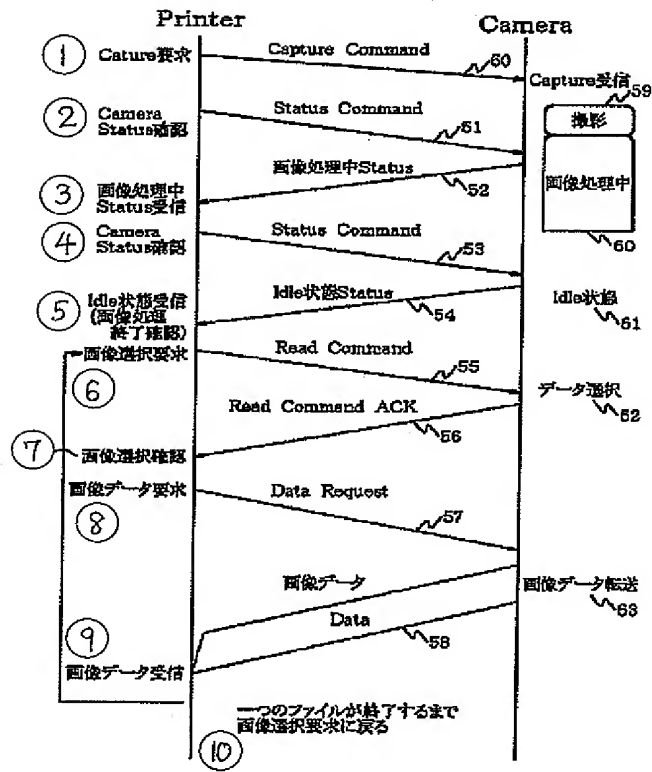 Printer
Camera
① Cature要求
Capture Command
60
Capture受信
59
② Camera
Status確認
Status Command
51
撮影
画像処理中Status
52
画像処理中
③ 画像処理中
Status受信
④ Camera
Status確認
Status Command
53
60
⑤ Idle状態受信
(画像処理
終了確認)
Idle状態Status
54
Idle状態
61
画像選択要求
⑥
Read Command
55
データ選択
62
Read Command ACK
56
⑦ 画像選択確認
画像データ要求
⑧
Data Request
57
画像データ
画像データ転送
63
Data
58
⑨
画像データ受信
一つのファイルが終了するまで
画像選択要求に戻る
⑩